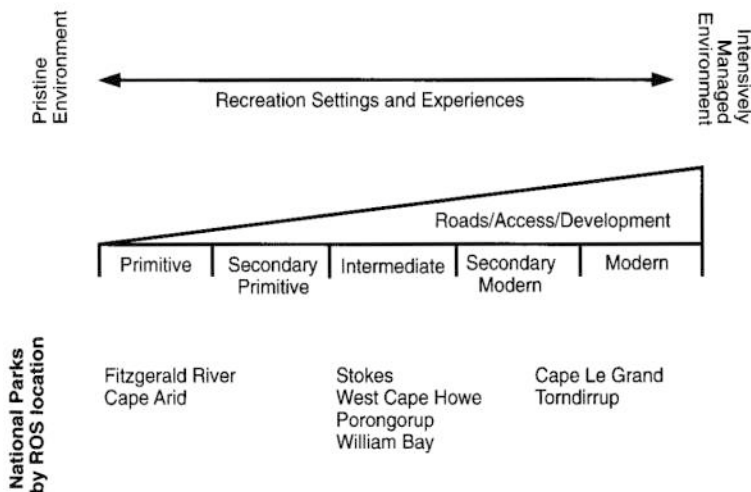 Pristine
Environment
Recreation Settings and Experiences
Intensively
Managed
Environment
Roads/Access/Development
Primitive
Secondary
Primitive
Intermediate
Secondary
Modern
Modern
National Parks
by ROS location
Fitzgerald River
Cape Arid
Stokes
West Cape Howe
Porongorup
William Bay
Cape Le Grand
Torndirrup